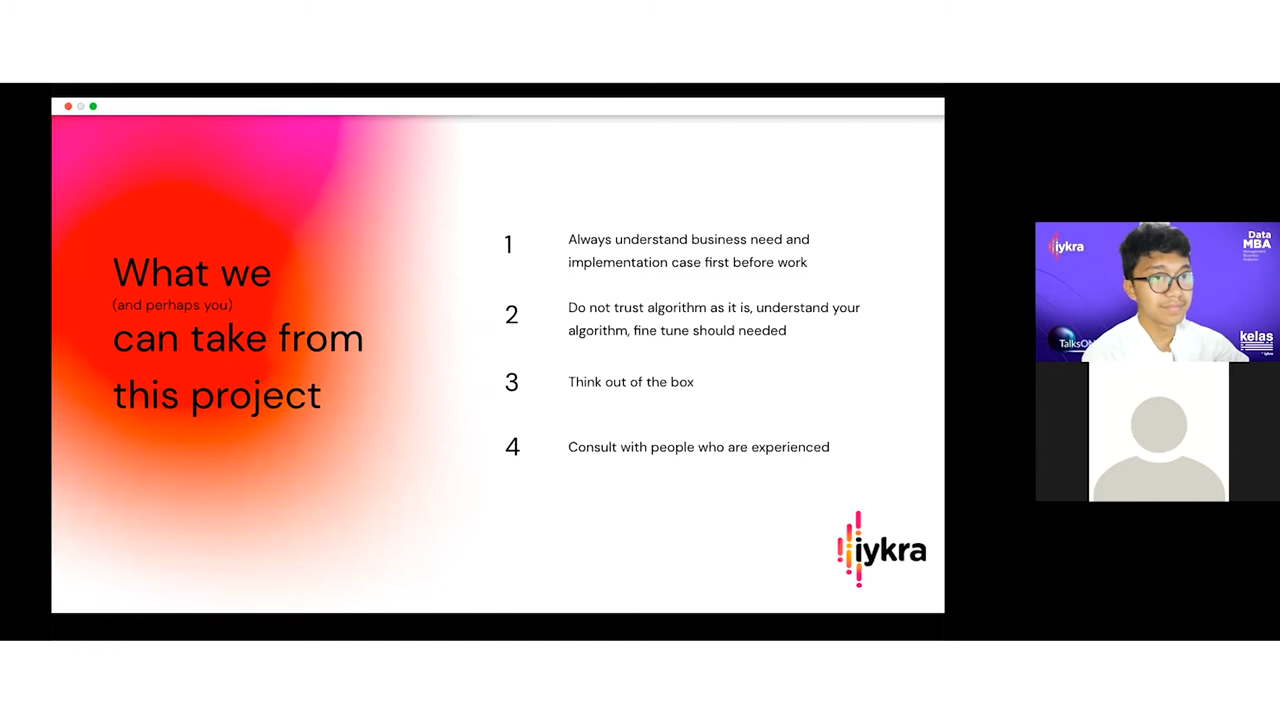 What we
(and perhaps you)
can take from
this project
1
Always understand business need and
implementation case first before work
2
Do not trust algorithm as it is, understand your
algorithm, fine tune should needed
3
Think out of the box
4
Consult with people who are experienced
iykra
iykra
Data
MBA
TalksON
kelas